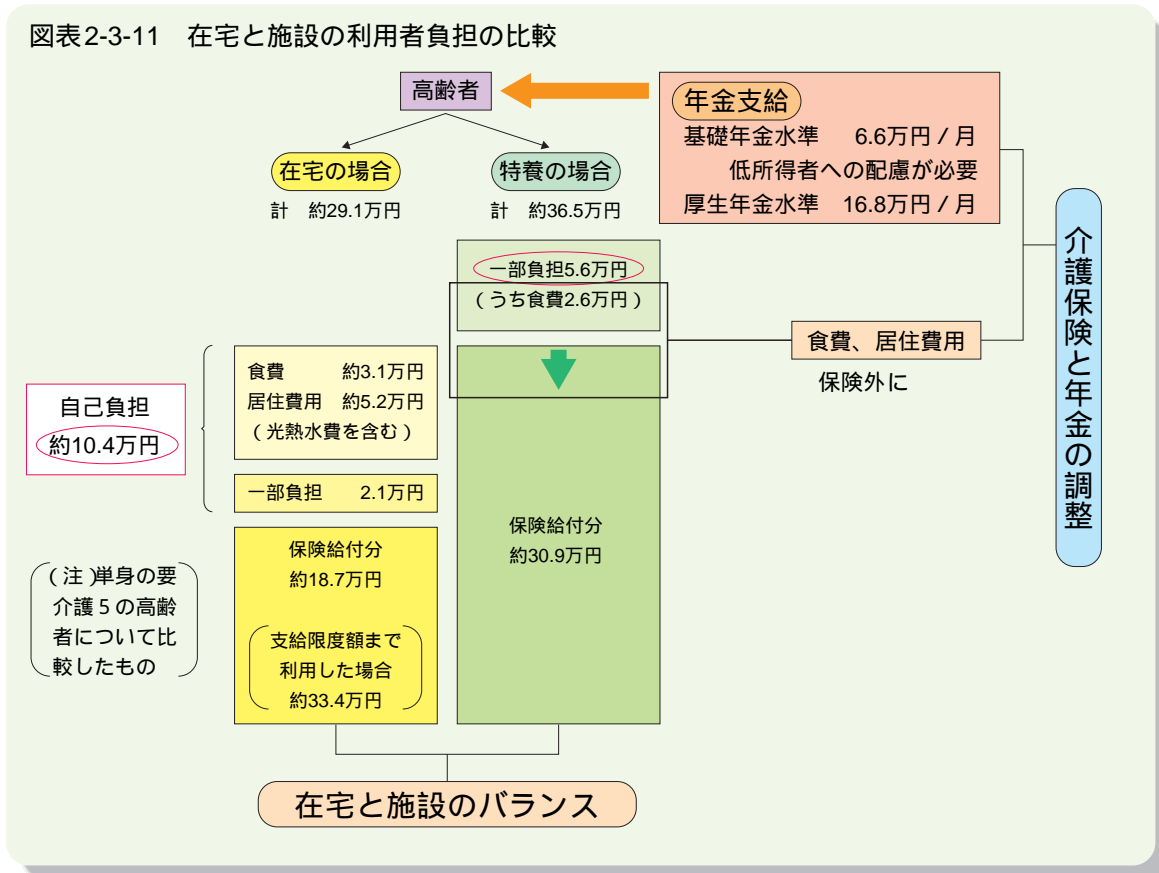 図表2-3-11　在宅と施設の利用者負担の比較
高齢者
年金支給
基礎年金水準　6.6万円／月
低所得者への配慮が必要
厚生年金水準　16.8万円／月
在宅の場合
計　約29.1万円
特養の場合
計　約36.5万円
一部負担5.6万円
（うち食費2.6万円）
食費、居住費用
保険外に
介護保険と年金の調整
自己負担
約10.4万円
食費　約3.1万円
居住費用　約5.2万円
（光熱水費を含む）
一部負担　2.1万円
保険給付分
約18.7万円
支給限度額まで
利用した場合
約33.4万円
保険給付分
約30.9万円
（注）単身の要
介護５の高齢
者について比
較したもの
在宅と施設のバランス